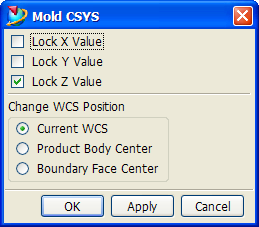 Mold CSYS
Lock X Value
Lock Y Value
Lock Z Value
Change WCS Position
Current WCS
Product Body Center
Boundary Face Center
OK Apply Cancel